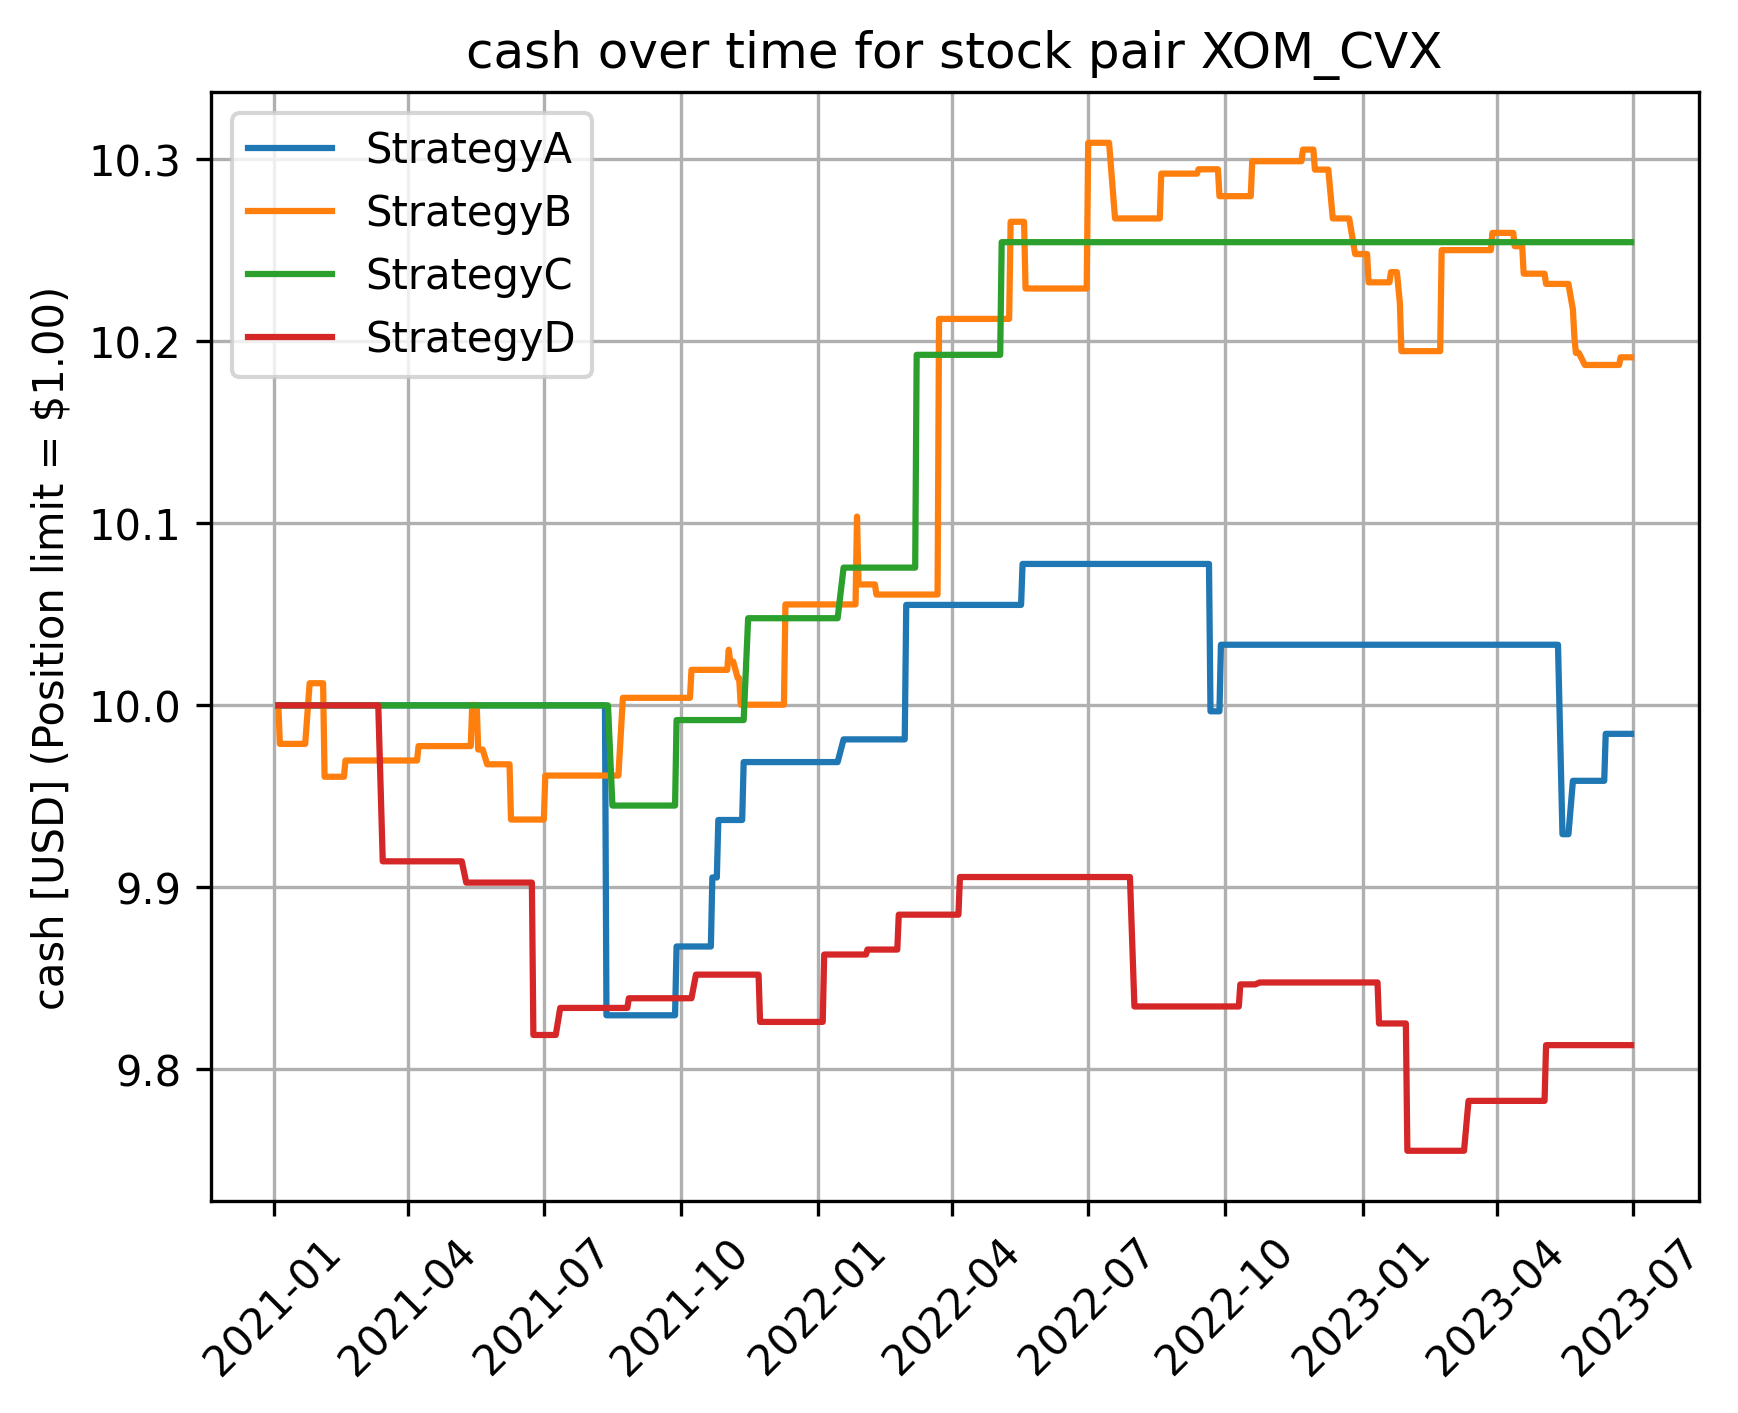 cash over time for stock pair XOM_CVX
StrategyA
StrategyB
StrategyC
StrategyD
cash [USD] (Position limit = $1.00)
10.3
10.2
10.1
10.0
9.9
9.8
2021-01
2021-04
2021-07
2021-10
2022-01
2022-04
2022-07
2022-10
2023-01
2023-04
2023-07